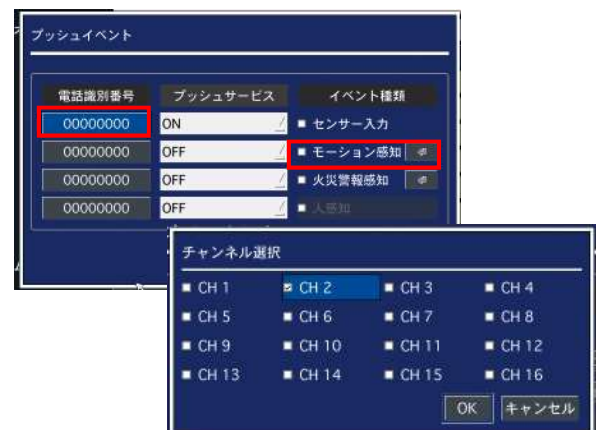 プッシュイベント
電話識別番号 プッシュサービス イベント種類
00000000 ON センサー入力
00000000 OFF モーション感知
00000000 OFF 火災警報感知
00000000 OFF 人感知
チャンネル選択
CH 1 CH 2 CH 3 CH 4
CH 5 CH 6 CH 7 CH 8
CH 9 CH 10 CH 11 CH 12
CH 13 CH 14 CH 15 CH 16
OK キャンセル